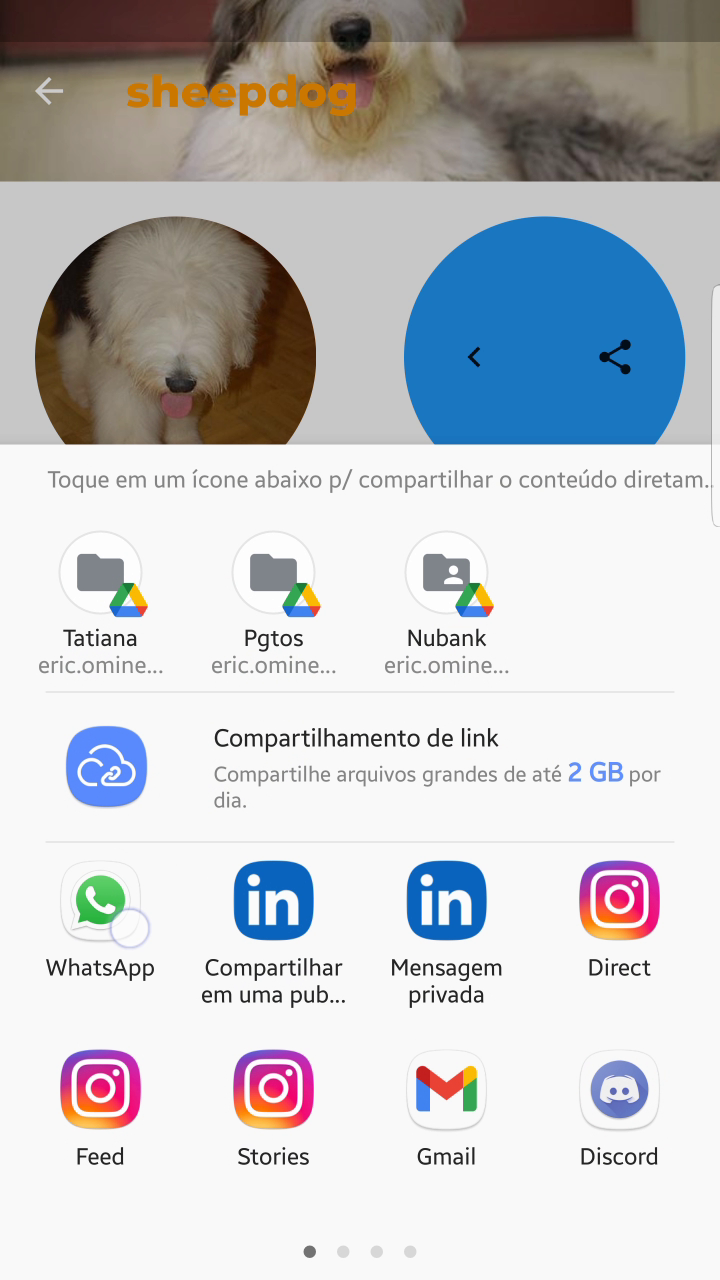 sheepdog
Toque em um ícone abaixo p/ compartilhar o conteúdo diretam..
Tatiana
eric.omine...
Pgtos
eric.omine...
Nubank
eric.omine...
Compartilhamento de link
Compartilhe arquivos grandes de até 2 GB por
dia.
WhatsApp
Compartilhar
em uma pub...
Mensagem
privada
Direct
Feed
Stories
Gmail
Discord